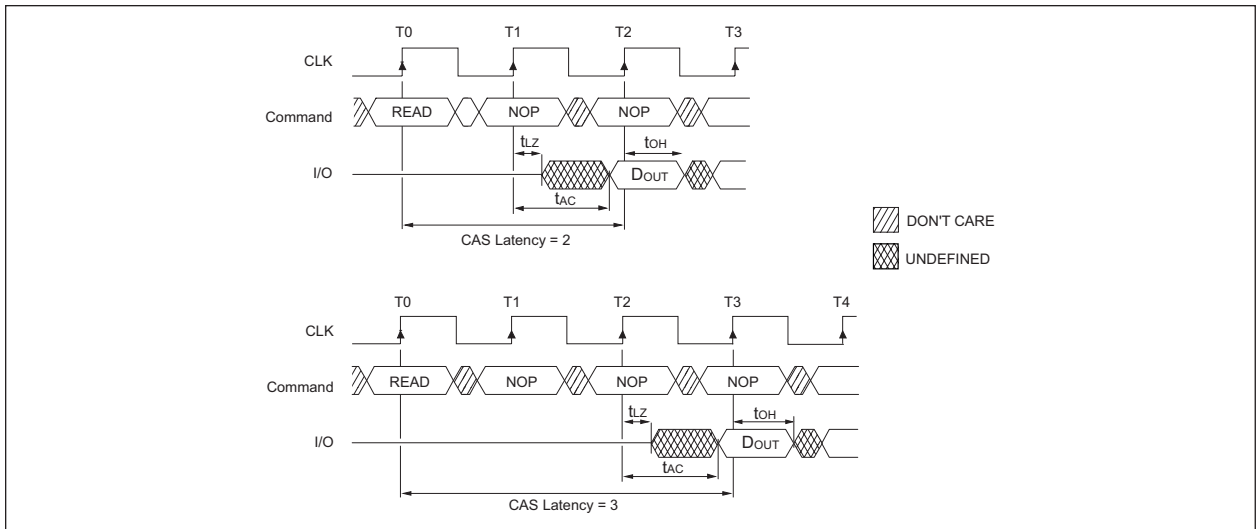 T0 T1 T2 T3
CLK
Command READ NOP NOP
tLZ tOH
I/O DOUT
tAC
CAS Latency = 2
DON'T CARE
UNDEFINED
T0 T1 T2 T3 T4
CLK
Command READ NOP NOP NOP
tLZ tOH
I/O DOUT
tAC
CAS Latency = 3